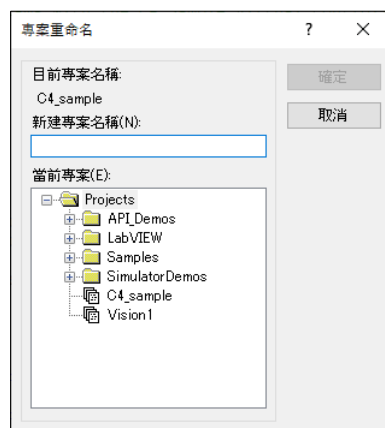 專案重命名
目前專案名稱:
C4_sample
新建專案名稱(N):
當前專案(E):
Projects
API_Demos
LabVIEW
Samples
SimulatorDemos
C4_sample
Vision1
確定
取消